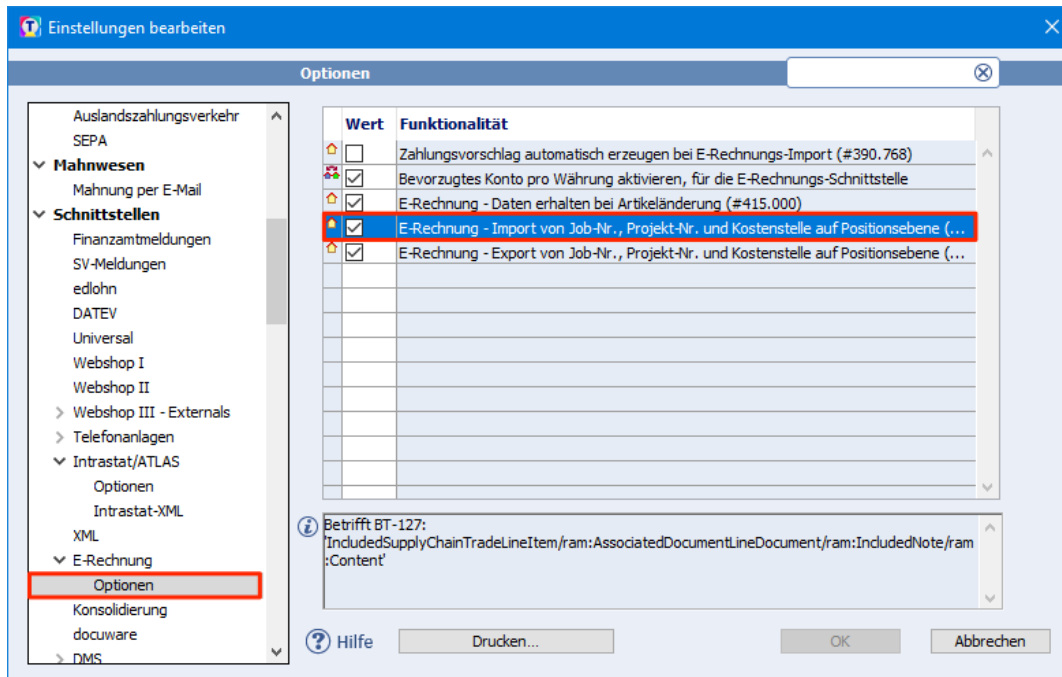 Einstellungen bearbeiten
Optionen
Auslandszahlungsverkehr
SEPA
Mahnwesen
Mahnung per E-Mail
Schnittstellen
Finanzamtmeldungen
SV-Meldungen
edlohn
DATEV
Universal
Webshop I
Webshop II
Webshop III - Externals
Telefonanlagen
Intrastat/ATLAS
Optionen
Intrastat-XML
XML
E-Rechnung
Optionen
Konsolidierung
docuware
DMS
Wert Funktionalität
Zahlungsvorschlag automatisch erzeugen bei E-Rechnungs-Import (#390.768)
Bevorzugtes Konto pro Währung aktivieren, für die E-Rechnungs-Schnittstelle
E-Rechnung - Daten erhalten bei Artikeländerung (#415.000)
E-Rechnung - Import von Job-Nr., Projekt-Nr. und Kostenstelle auf Positionsebene (...
E-Rechnung - Export von Job-Nr., Projekt-Nr. und Kostenstelle auf Positionsebene (...
Betrifft BT-127:
'IncludedSupplyChainTradeLineItem/ram:AssociatedDocumentLineDocument/ram:IncludedNote/ram
:Content'
Hilfe
Drucken...
OK
Abbrechen